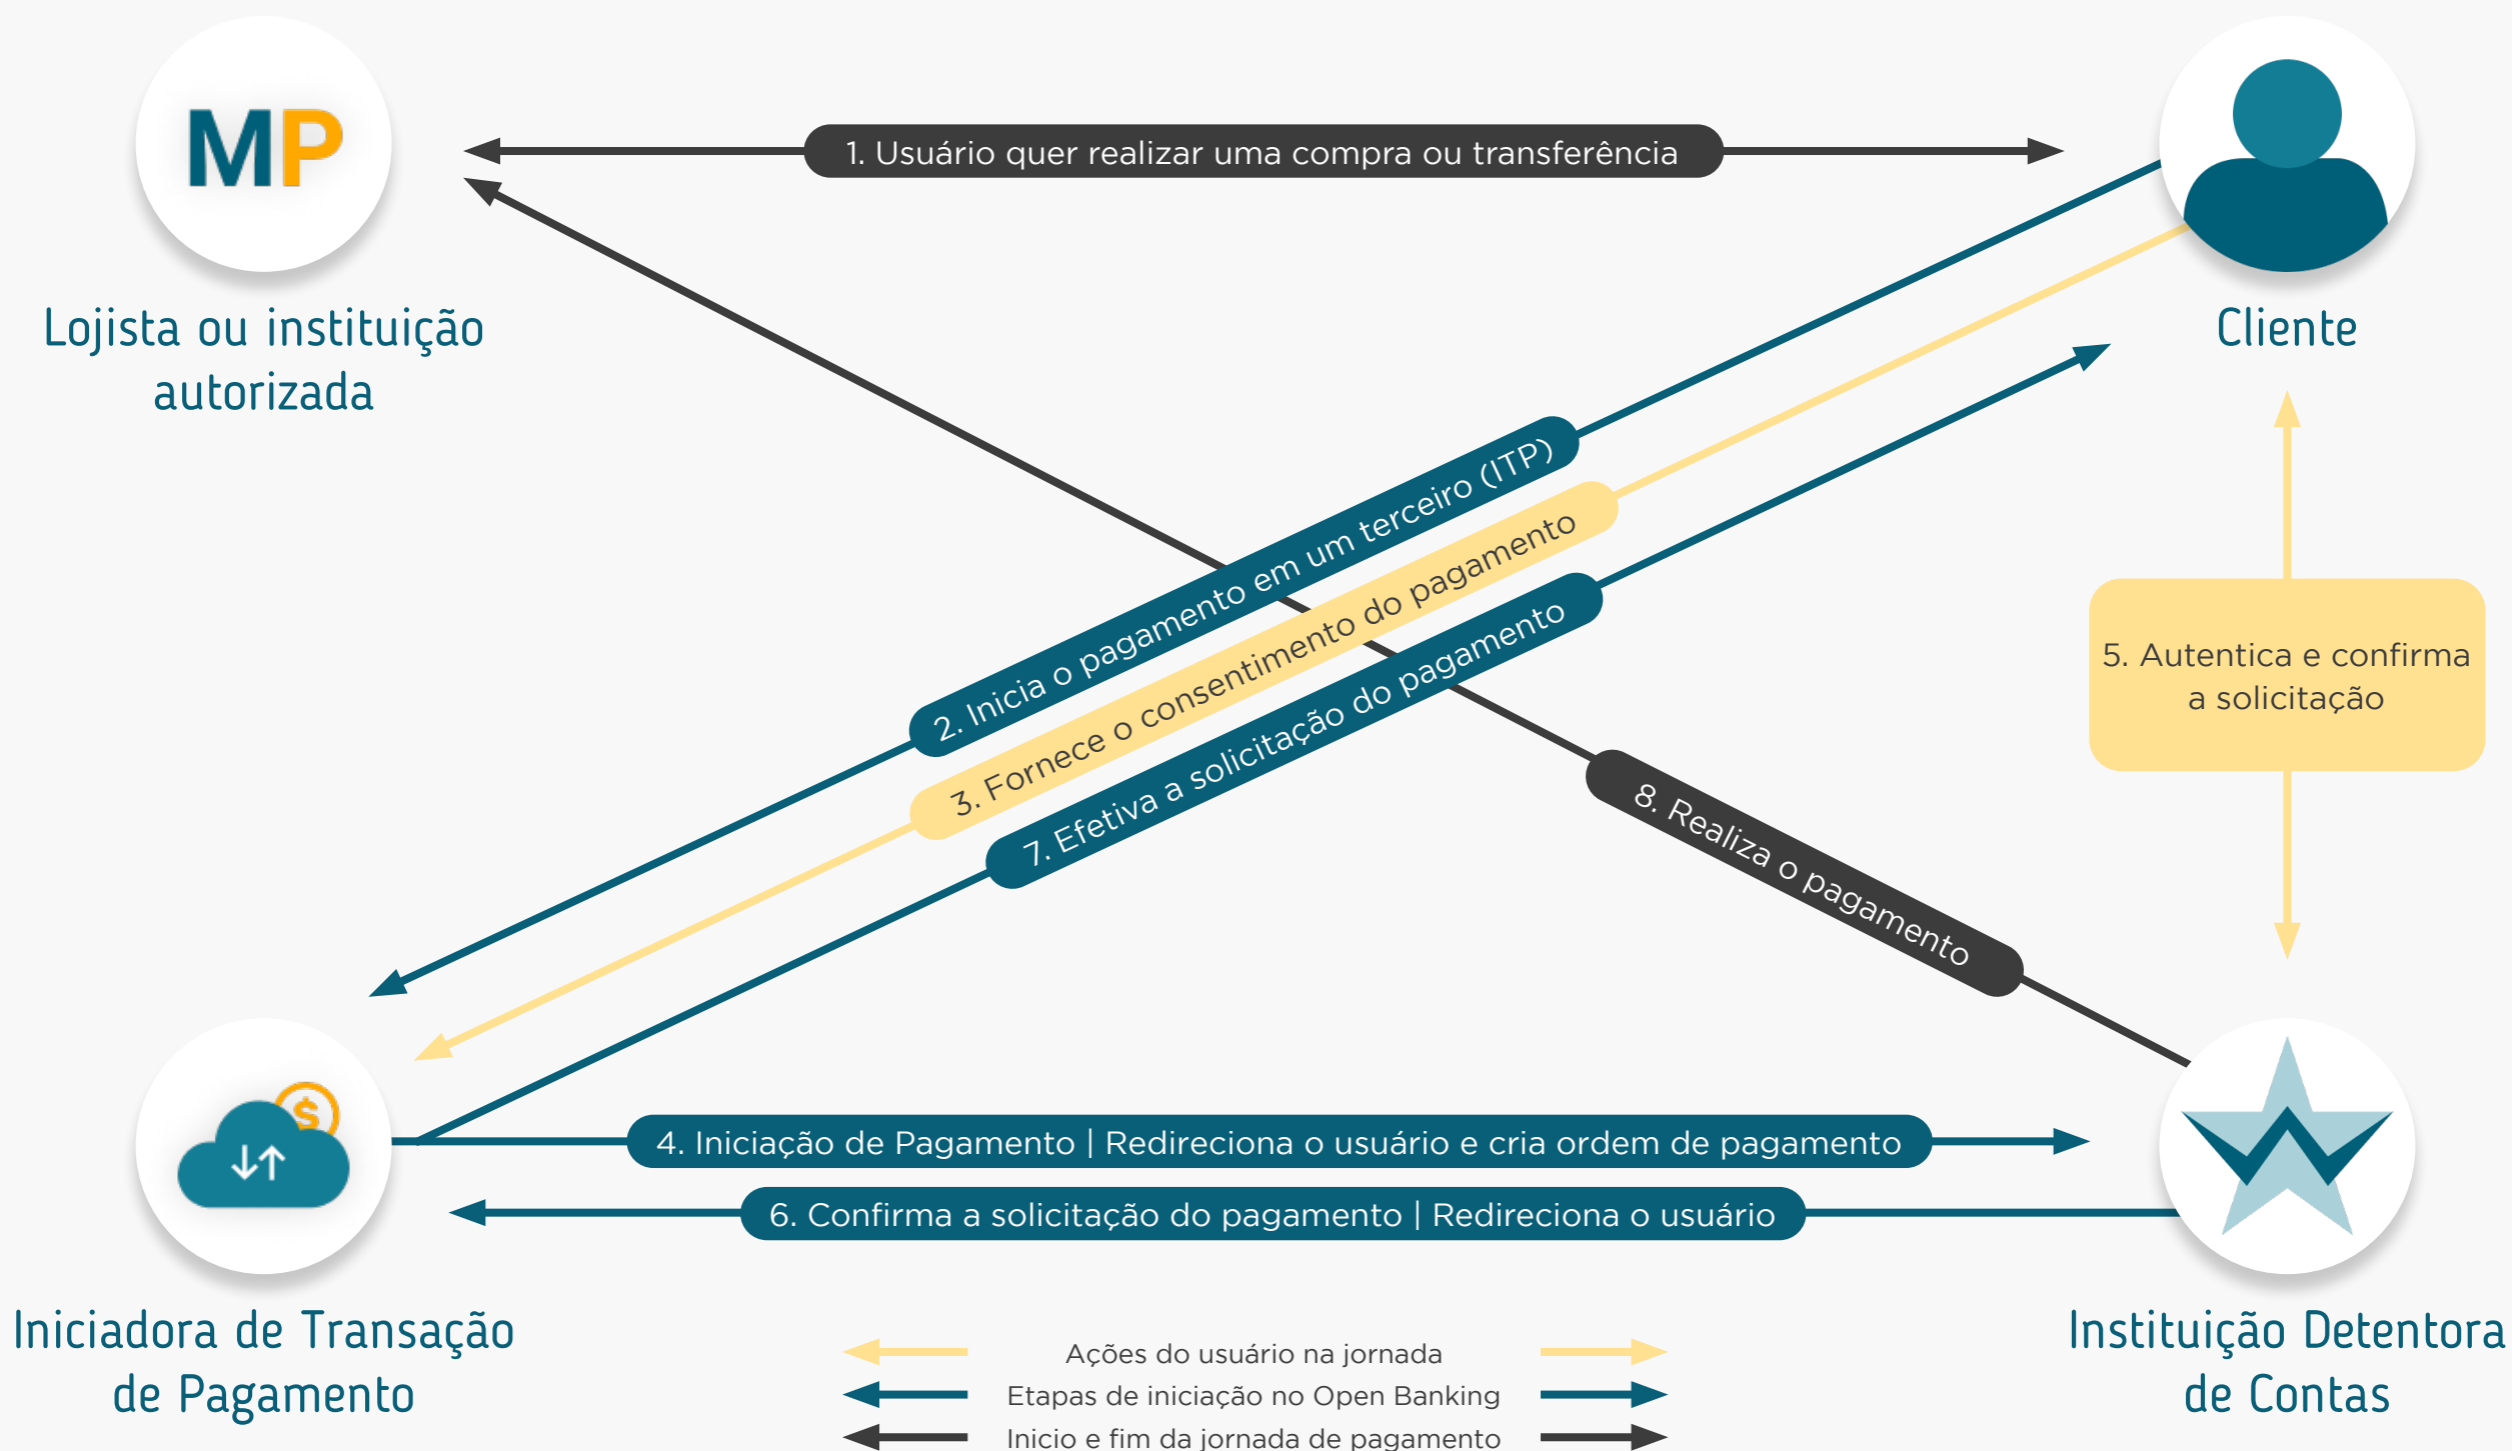 MP
Lojista ou instituição
autorizada
1. Usuário quer realizar uma compra ou transferência
Cliente
2. Inicia o pagamento em um terceiro (ITP)
3. Fornece o consentimento do pagamento
7. Efetiva a solicitação do pagamento
5. Autentica e confirma
a solicitação
8. Realiza o pagamento
$
4. Iniciação de Pagamento | Redireciona o usuário e cria ordem de pagamento
6. Confirma a solicitação do pagamento | Redireciona o usuário
Iniciadora de Transação
de Pagamento
Instituição Detentora
de Contas
Ações do usuário na jornada
Etapas de iniciação no Open Banking
Inicio e fim da jornada de pagamento